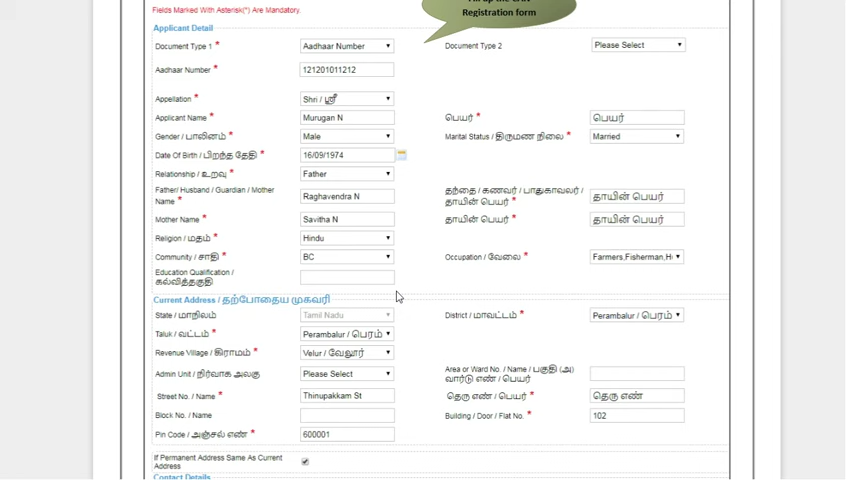 Fields Marked With Asterisk(*) Are Mandatory.
Registration form
Applicant Detail
Document Type 1 * Aadhaar Number Document Type 2 Please Select
Aadhaar Number * 121201011212
Appellation * Shri / ஸ்ரீ
Applicant Name * Murugan N பெயர் * பெயர்
Gender / பாலினம் * Male Marital Status / திருமண நிலை * Married
Date Of Birth / பிறந்த தேதி * 16/09/1974
Relationship / உறவு * Father
Father/ Husband / Guardian / Mother Name * Raghavendra N தந்தை / கணவர் / பாதுகாவலர் / தாயின் பெயர் * தாயின் பெயர்
Mother Name * Savitha N தாயின் பெயர் * தாயின் பெயர்
Religion / மதம் * Hindu
Community / சாதி * BC Occupation / வேலை * Farmers,Fisherman,H
Education Qualification / கல்வித்தகுதி
Current Address / தற்போதைய முகவரி
State / மாநிலம் Tamil Nadu District / மாவட்டம் * Perambalur / பெரம்
Taluk / வட்டம் * Perambalur / பெரம்
Revenue Village / கிராமம் * Velur / வேலூர்
Admin Unit / நிர்வாக அலகு Please Select Area or Ward No. / Name / பகுதி (அ) வார்டு எண் / பெயர்
Street No. / Name * Thinupakkam St தெரு எண் / பெயர் * தெரு எண்
Block No. / Name Building / Door / Flat No. * 102
Pin Code / அஞ்சல் எண் * 600001
If Permanent Address Same As Current Address
Contact Details